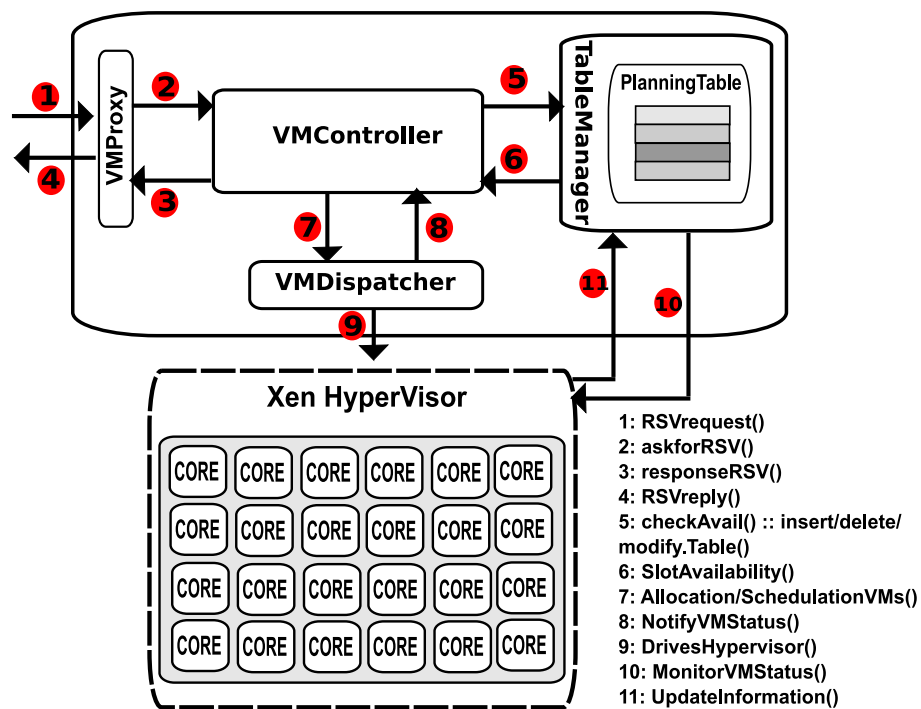 1
2
3
4
VMProxy
VMController
5
6
TableManager
PlanningTable
7
8
VMDispatcher
9
11
10
Xen HyperVisor
CORE CORE CORE CORE CORE CORE
CORE CORE CORE CORE CORE CORE
CORE CORE CORE CORE CORE CORE
CORE CORE CORE CORE CORE CORE
1: RSVrequest()
2: askforRSV()
3: responseRSV()
4: RSVreply()
5: checkAvail() :: insert/delete/
modify.Table()
6: SlotAvailability()
7: Allocation/SchedulationVMs()
8: NotifyVMStatus()
9: DrivesHypervisor()
10: MonitorVMStatus()
11: UpdateInformation()